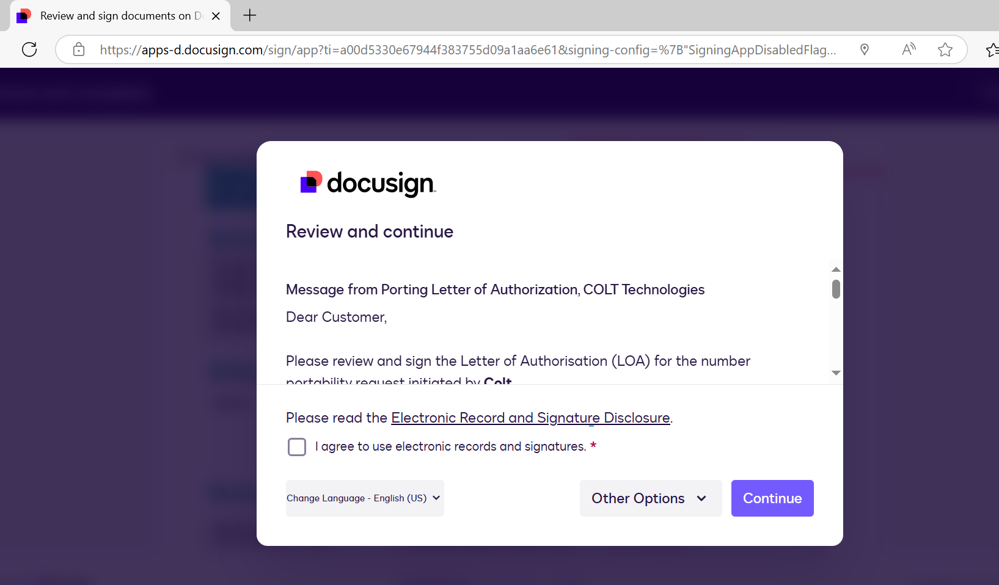 Review and sign documents on D
https://apps-d.docusign.com/sign/app?ti=a00d5330e67944f383755d09a1aa6e61&signing-config=%7B"SigningAppDisabledFlag...
docusign
Review and continue
Message from Porting Letter of Authorization, COLT Technologies
Dear Customer,
Please review and sign the Letter of Authorisation (LOA) for the number
portability request initiated by Colt
Please read the Electronic Record and Signature Disclosure.
I agree to use electronic records and signatures. *
Change Language - English (US)
Other Options
Continue